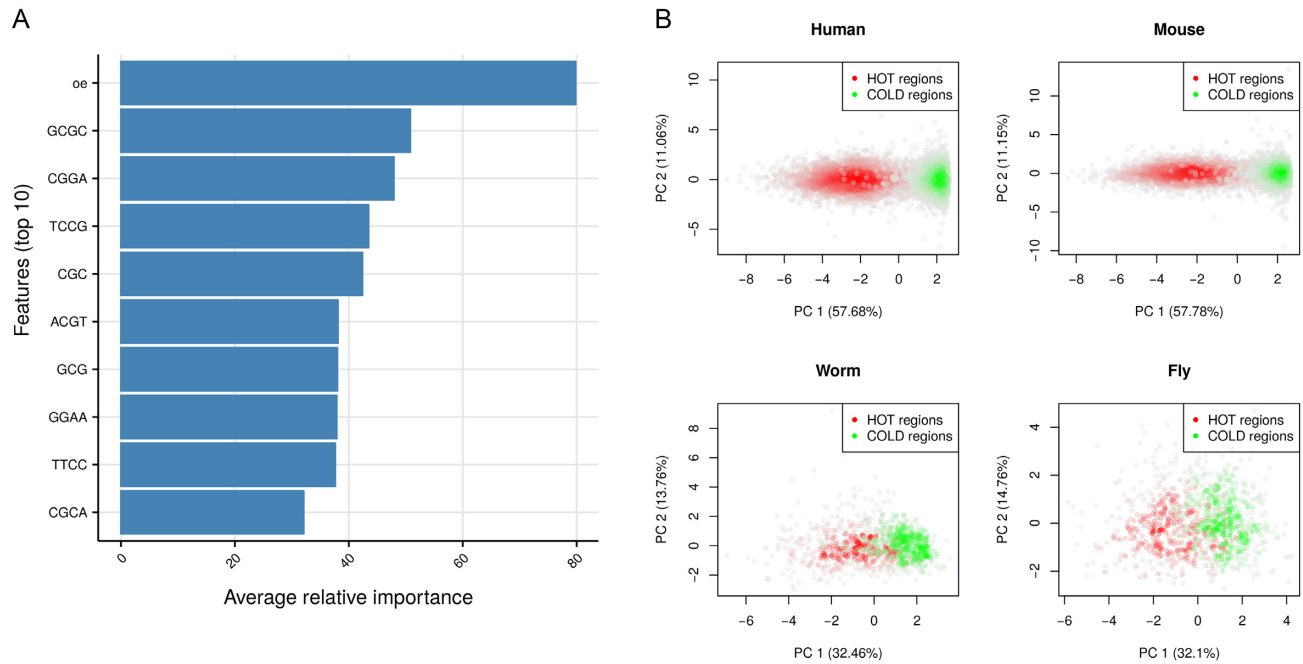 A
Features (top 10)
oe
GCGC
CGGA
TCCG
CGC
ACGT
GCG
GGAA
TTCC
CGCA
0 20 40 60 80
Average relative importance
B
Human
HOT regions
COLD regions
PC 2 (11.06%)
10
5
0
−5
−8 −6 −4 −2 0 2
PC 1 (57.68%)
Mouse
HOT regions
COLD regions
PC 2 (11.15%)
10
5
0
−5
−10
−8 −6 −4 −2 0 2
PC 1 (57.78%)
Worm
HOT regions
COLD regions
PC 2 (13.76%)
8
6
4
2
0
−2
−6 −4 −2 0 2
PC 1 (32.46%)
Fly
HOT regions
COLD regions
PC 2 (14.76%)
4
2
0
−2
−6 −4 −2 0 2 4
PC 1 (32.1%)